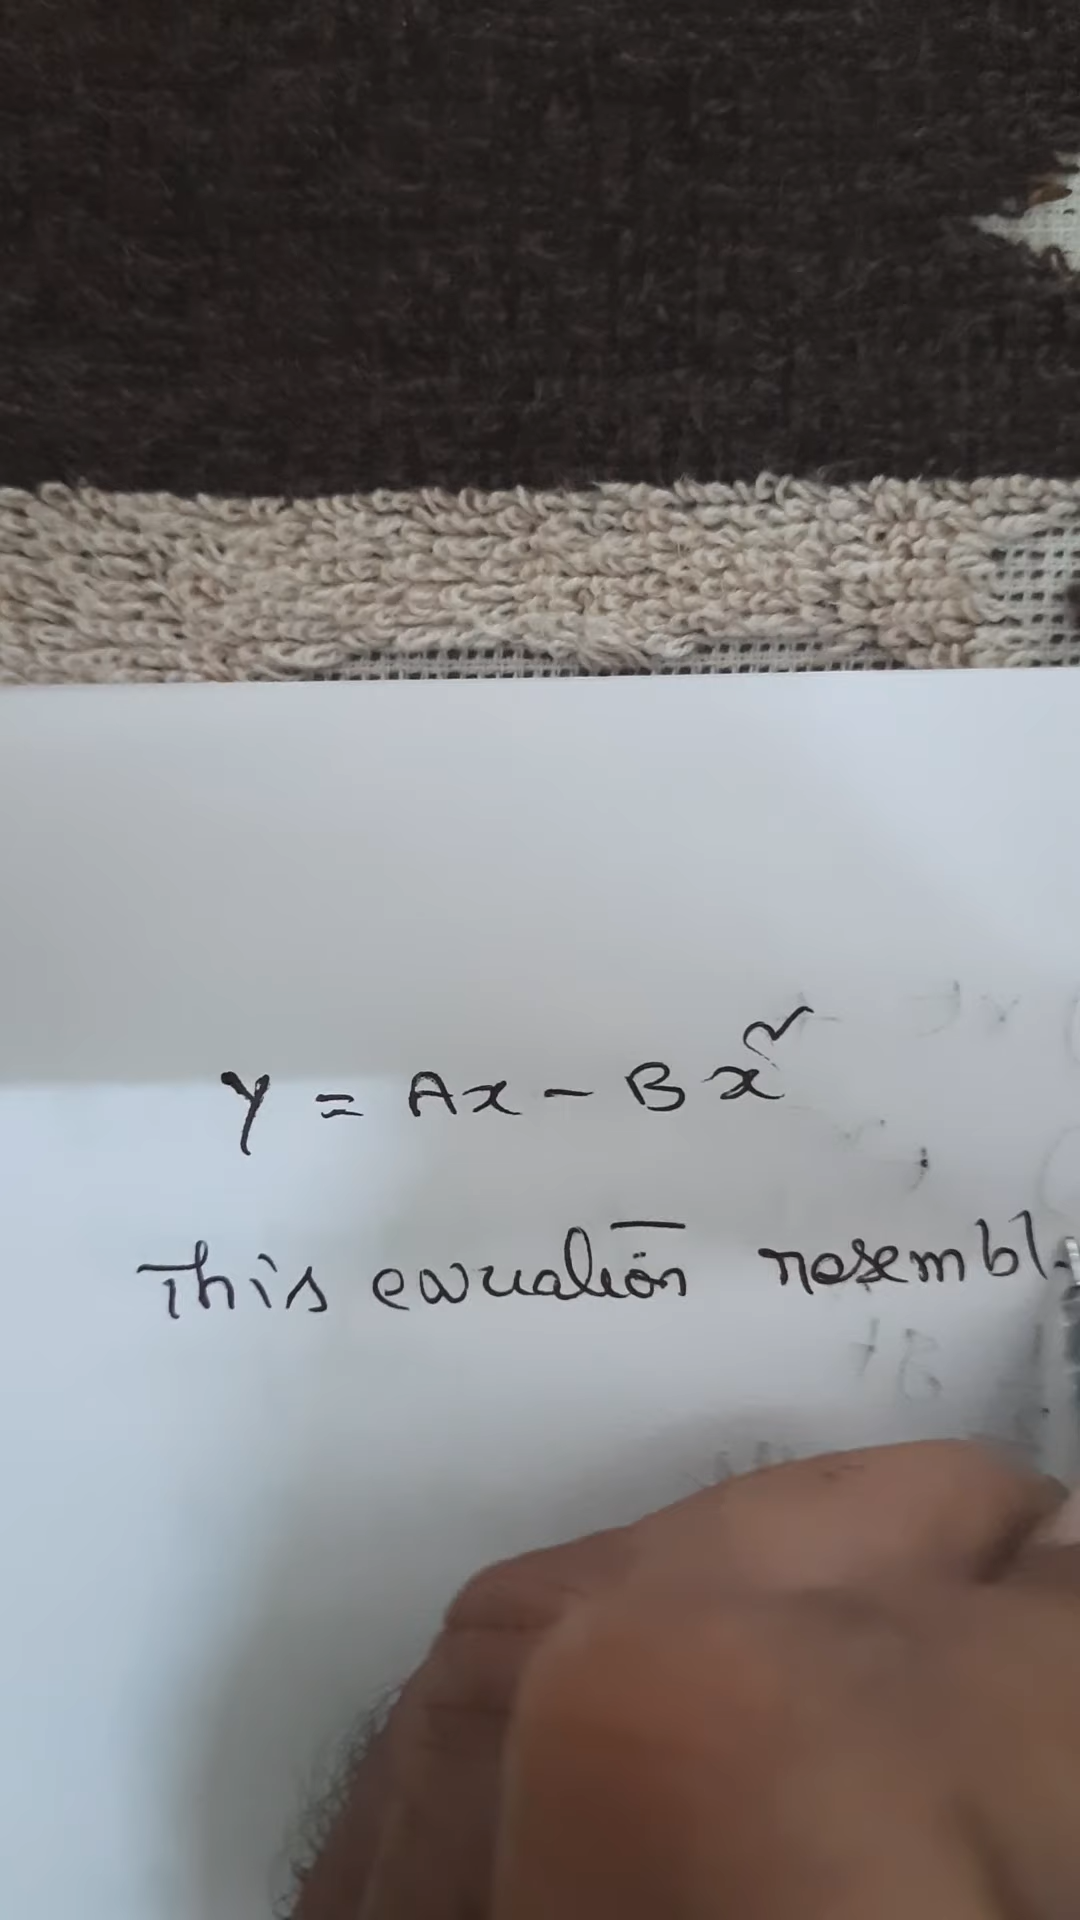 Y = Ax - Bx²
This equation resembl